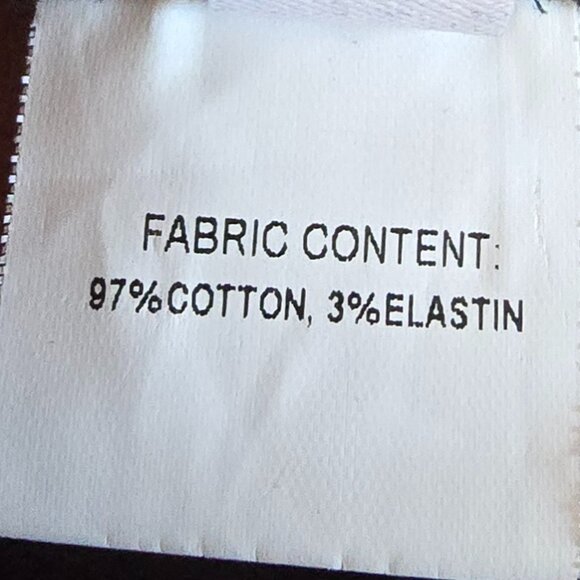 FABRIC CONTENT:
97% COTTON, 3% ELASTIN